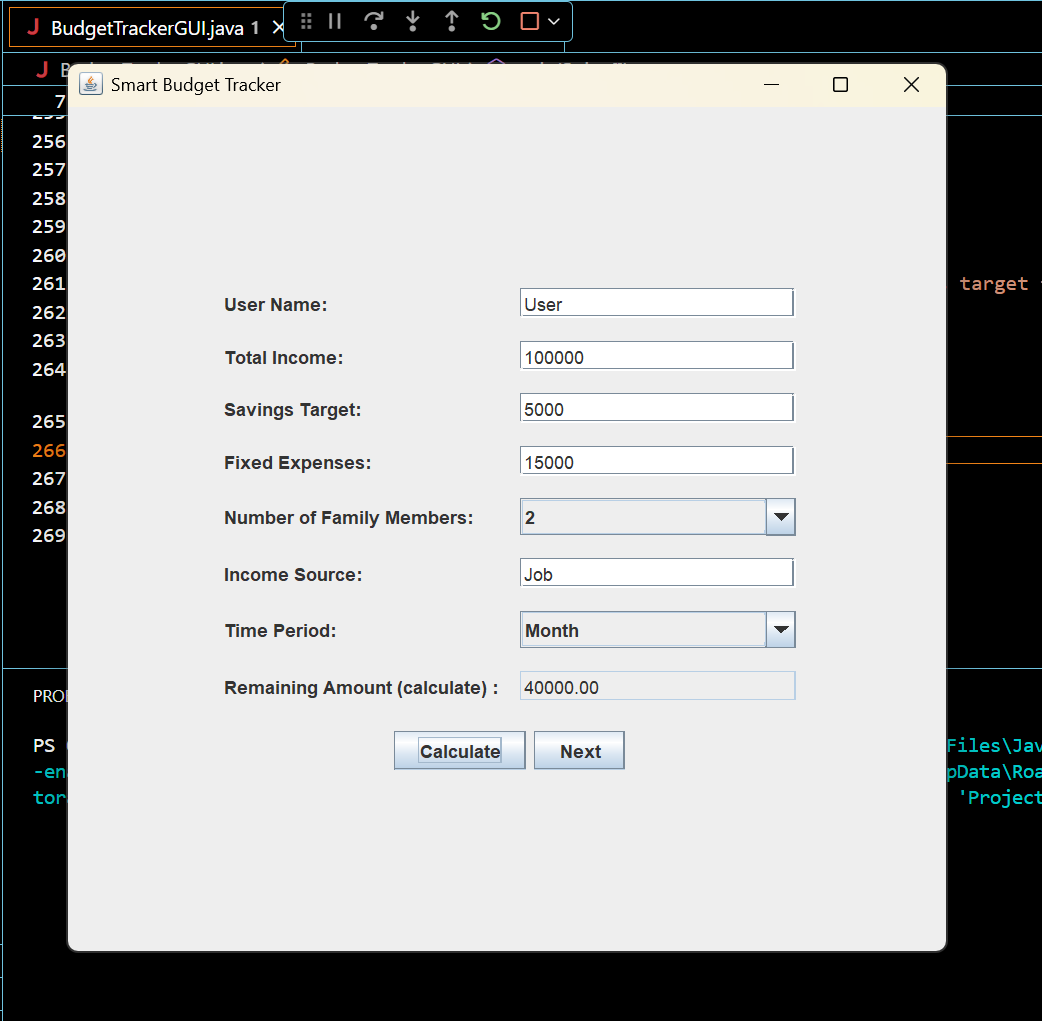 J BudgetTrackerGUI.java 1
J
Smart Budget Tracker
7
256
257
258
259
260
261 target
262
263
264
265
266
267
268
269
User Name: User
Total Income: 100000
Savings Target: 5000
Fixed Expenses: 15000
Number of Family Members: 2
Income Source: Job
Time Period: Month
Remaining Amount (calculate) : 40000.00
Calculate Next
PS Files\Jav
-en pData\Roa
tor 'Project